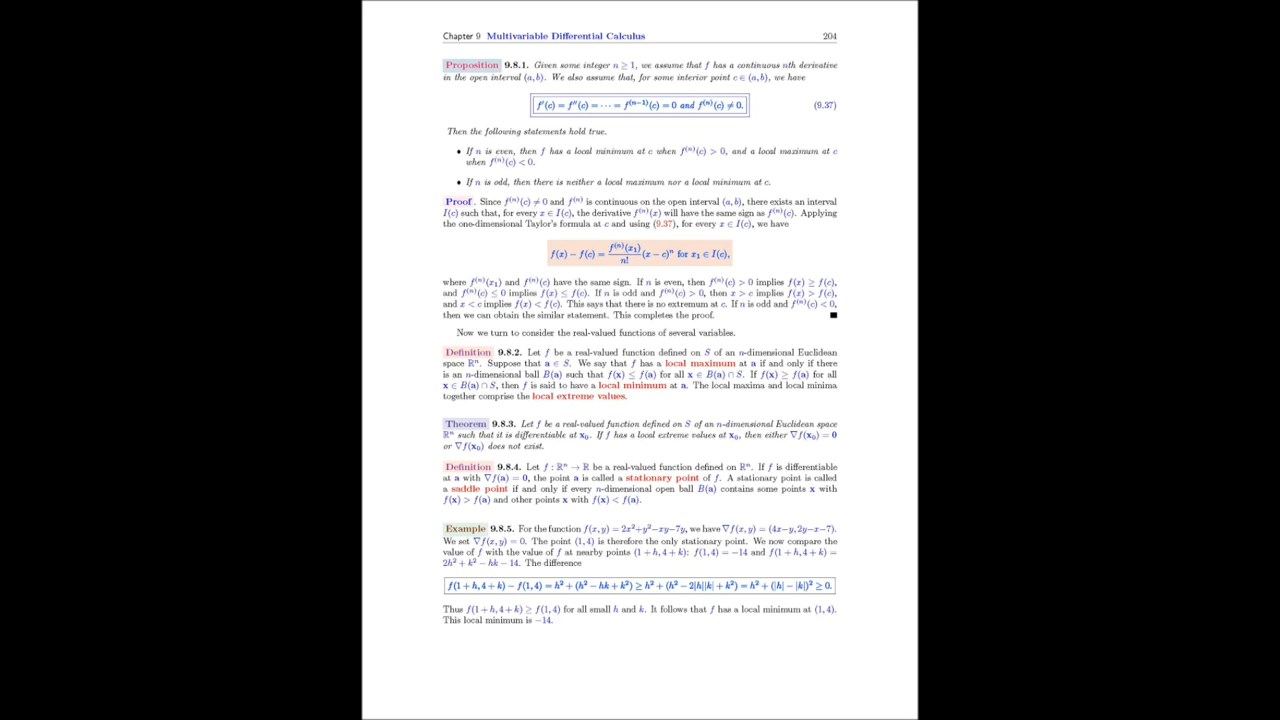 Chapter 9 Multivariable Differential Calculus 204
Proposition 9.8.1. Given some integer n ≥ 1, we assume that f has a continuous nth derivative
in the open interval (a, b). We also assume that, for some interior point c ∈ (a, b), we have
f′(c) = f″(c) = ··· = f⁽ⁿ⁻¹⁾(c) = 0 and f⁽ⁿ⁾(c) ≠ 0. (9.37)
Then the following statements hold true.
• If n is even, then f has a local minimum at c when f⁽ⁿ⁾(c) > 0, and a local maximum at c
when f⁽ⁿ⁾(c) < 0.
• If n is odd, then there is neither a local maximum nor a local minimum at c.
Proof. Since f⁽ⁿ⁾(c) ≠ 0 and f⁽ⁿ⁾ is continuous on the open interval (a, b), there exists an interval
I(c) such that, for every x ∈ I(c), the derivative f⁽ⁿ⁾(x) will have the same sign as f⁽ⁿ⁾(c). Applying
the one-dimensional Taylor's formula at c and using (9.37), for every x ∈ I(c), we have
f(x) − f(c) = f⁽ⁿ⁾(x₁)/n! (x − c)ⁿ for x₁ ∈ I(c),
where f⁽ⁿ⁾(x₁) and f⁽ⁿ⁾(c) have the same sign. If n is even, then f⁽ⁿ⁾(c) > 0 implies f(x) ≥ f(c),
and f⁽ⁿ⁾(c) ≤ 0 implies f(x) ≤ f(c). If n is odd and f⁽ⁿ⁾(c) > 0, then x > c implies f(x) > f(c),
and x < c implies f(x) < f(c). This says that there is no extremum at c. If n is odd and f⁽ⁿ⁾(c) < 0,
then we can obtain the similar statement. This completes the proof. ■
Now we turn to consider the real-valued functions of several variables.
Definition 9.8.2. Let f be a real-valued function defined on S of an n-dimensional Euclidean
space ℝⁿ. Suppose that a ∈ S. We say that f has a local maximum at a if and only if there
is an n-dimensional ball B(a) such that f(x) ≤ f(a) for all x ∈ B(a) ∩ S. If f(x) ≥ f(a) for all
x ∈ B(a) ∩ S, then f is said to have a local minimum at a. The local maxima and local minima
together comprise the local extreme values.
Theorem 9.8.3. Let f be a real-valued function defined on S of an n-dimensional Euclidean space
ℝⁿ such that it is differentiable at x₀. If f has a local extreme values at x₀, then either ∇f(x₀) = 0
or ∇f(x₀) does not exist.
Definition 9.8.4. Let f : ℝⁿ → ℝ be a real-valued function defined on ℝⁿ. If f is differentiable
at a with ∇f(a) = 0, the point a is called a stationary point of f. A stationary point is called
a saddle point if and only if every n-dimensional open ball B(a) contains some points x with
f(x) > f(a) and other points x with f(x) < f(a).
Example 9.8.5. For the function f(x, y) = 2x²+y²−xy−7y, we have ∇f(x, y) = (4x−y, 2y−x−7).
We set ∇f(x, y) = 0. The point (1, 4) is therefore the only stationary point. We now compare the
value of f with the value of f at nearby points (1 + h, 4 + k): f(1, 4) = −14 and f(1 + h, 4 + k) =
2h² + k² − hk − 14. The difference
f(1 + h, 4 + k) − f(1, 4) = h² + (h² − hk + k²) ≥ h² + (h² − 2|h||k| + k²) = h² + (|h| − |k|)² ≥ 0.
Thus f(1 + h, 4 + k) ≥ f(1, 4) for all small h and k. It follows that f has a local minimum at (1, 4).
This local minimum is −14.